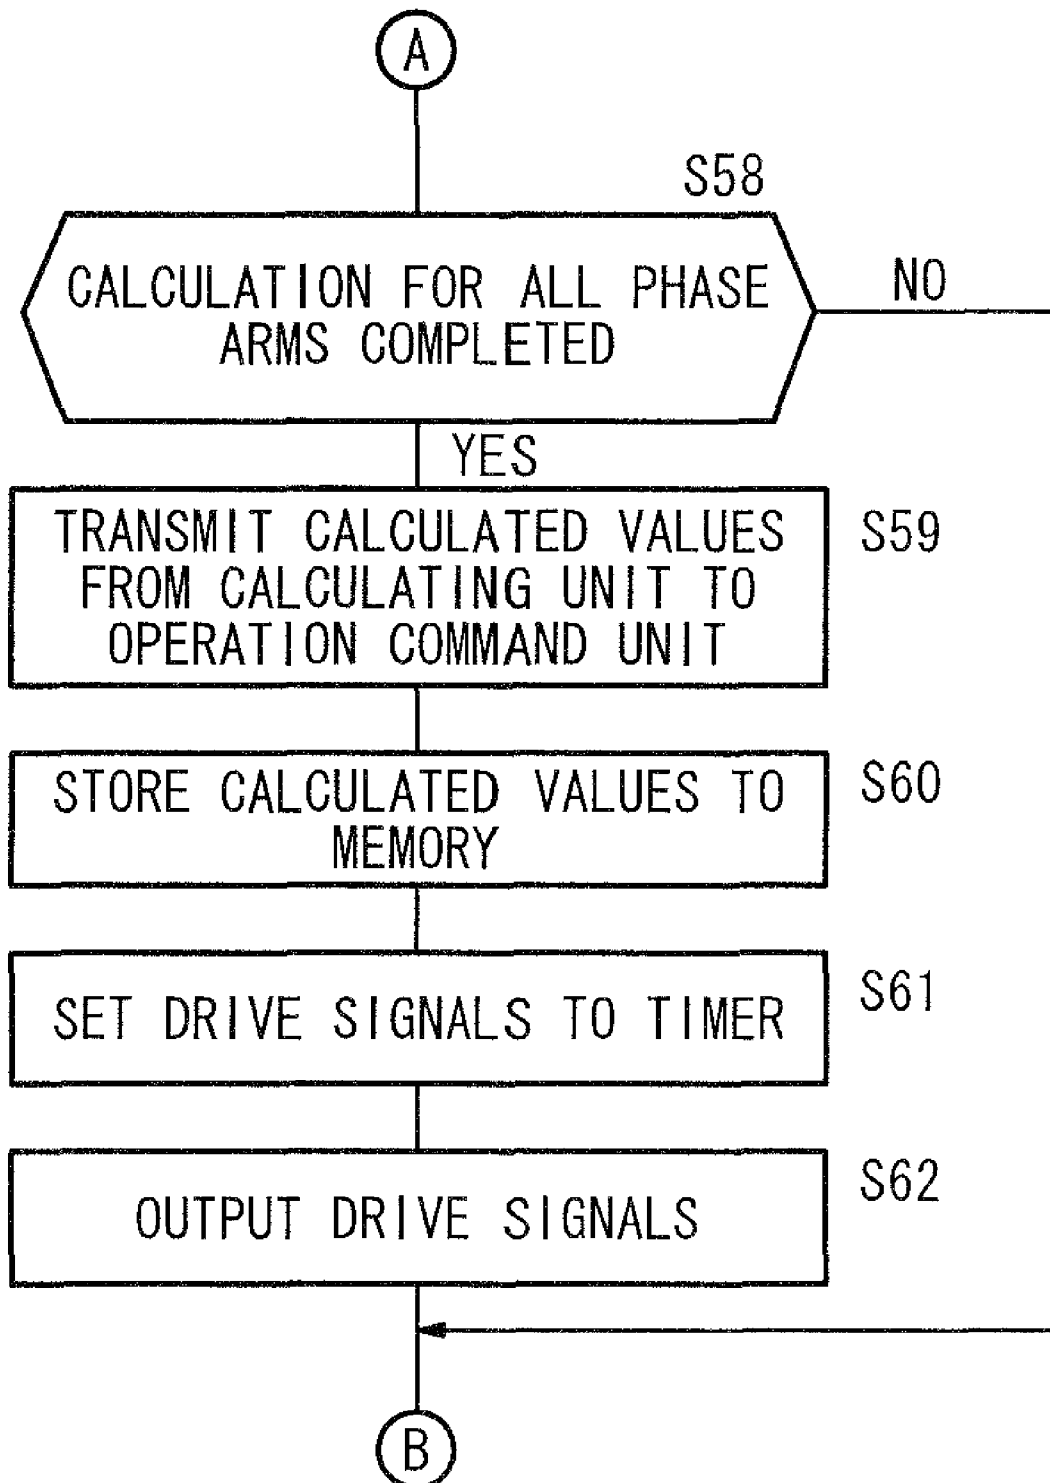 A
S58
CALCULATION FOR ALL PHASE
ARMS COMPLETED
NO
YES
TRANSMIT CALCULATED VALUES
FROM CALCULATING UNIT TO
OPERATION COMMAND UNIT
S59
STORE CALCULATED VALUES TO
MEMORY
S60
SET DRIVE SIGNALS TO TIMER
S61
OUTPUT DRIVE SIGNALS
S62
B